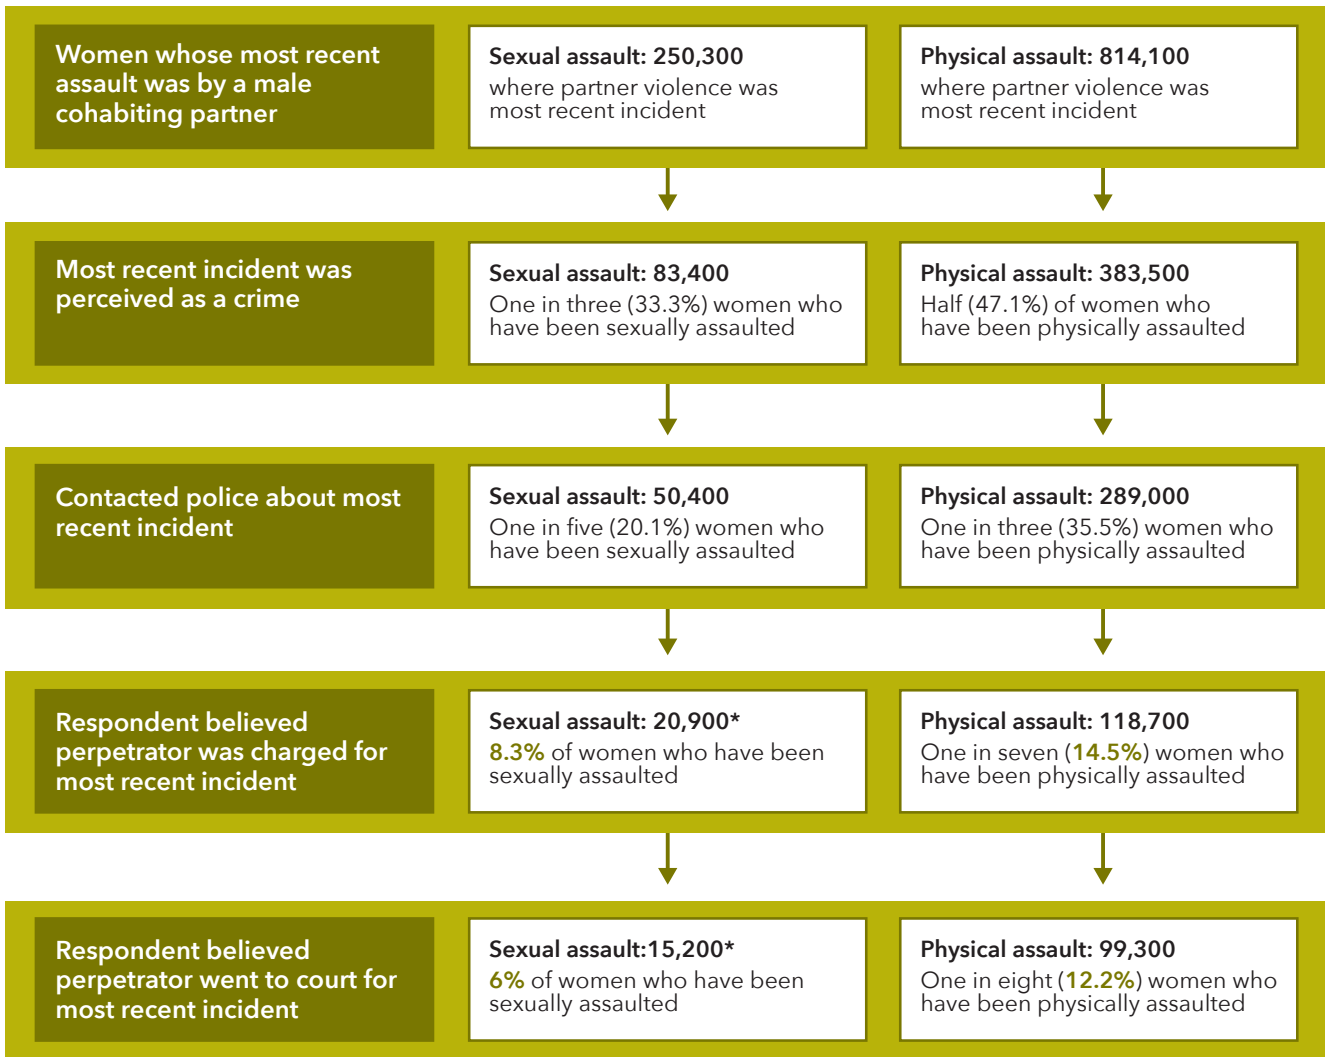 Women whose most recent
assault was by a male
cohabiting partner
Sexual assault: 250,300
where partner violence was
most recent incident
Physical assault: 814,100
where partner violence was
most recent incident
Most recent incident was
perceived as a crime
Sexual assault: 83,400
One in three (33.3%) women who
have been sexually assaulted
Physical assault: 383,500
Half (47.1%) of women who
have been physically assaulted
Contacted police about most
recent incident
Sexual assault: 50,400
One in five (20.1%) women who
have been sexually assaulted
Physical assault: 289,000
One in three (35.5%) women who
have been physically assaulted
Respondent believed
perpetrator was charged for
most recent incident
Sexual assault: 20,900*
8.3% of women who have been
sexually assaulted
Physical assault: 118,700
One in seven (14.5%) women who
have been physically assaulted
Respondent believed
perpetrator went to court for
most recent incident
Sexual assault:15,200*
6% of women who have been
sexually assaulted
Physical assault: 99,300
One in eight (12.2%) women who
have been physically assaulted